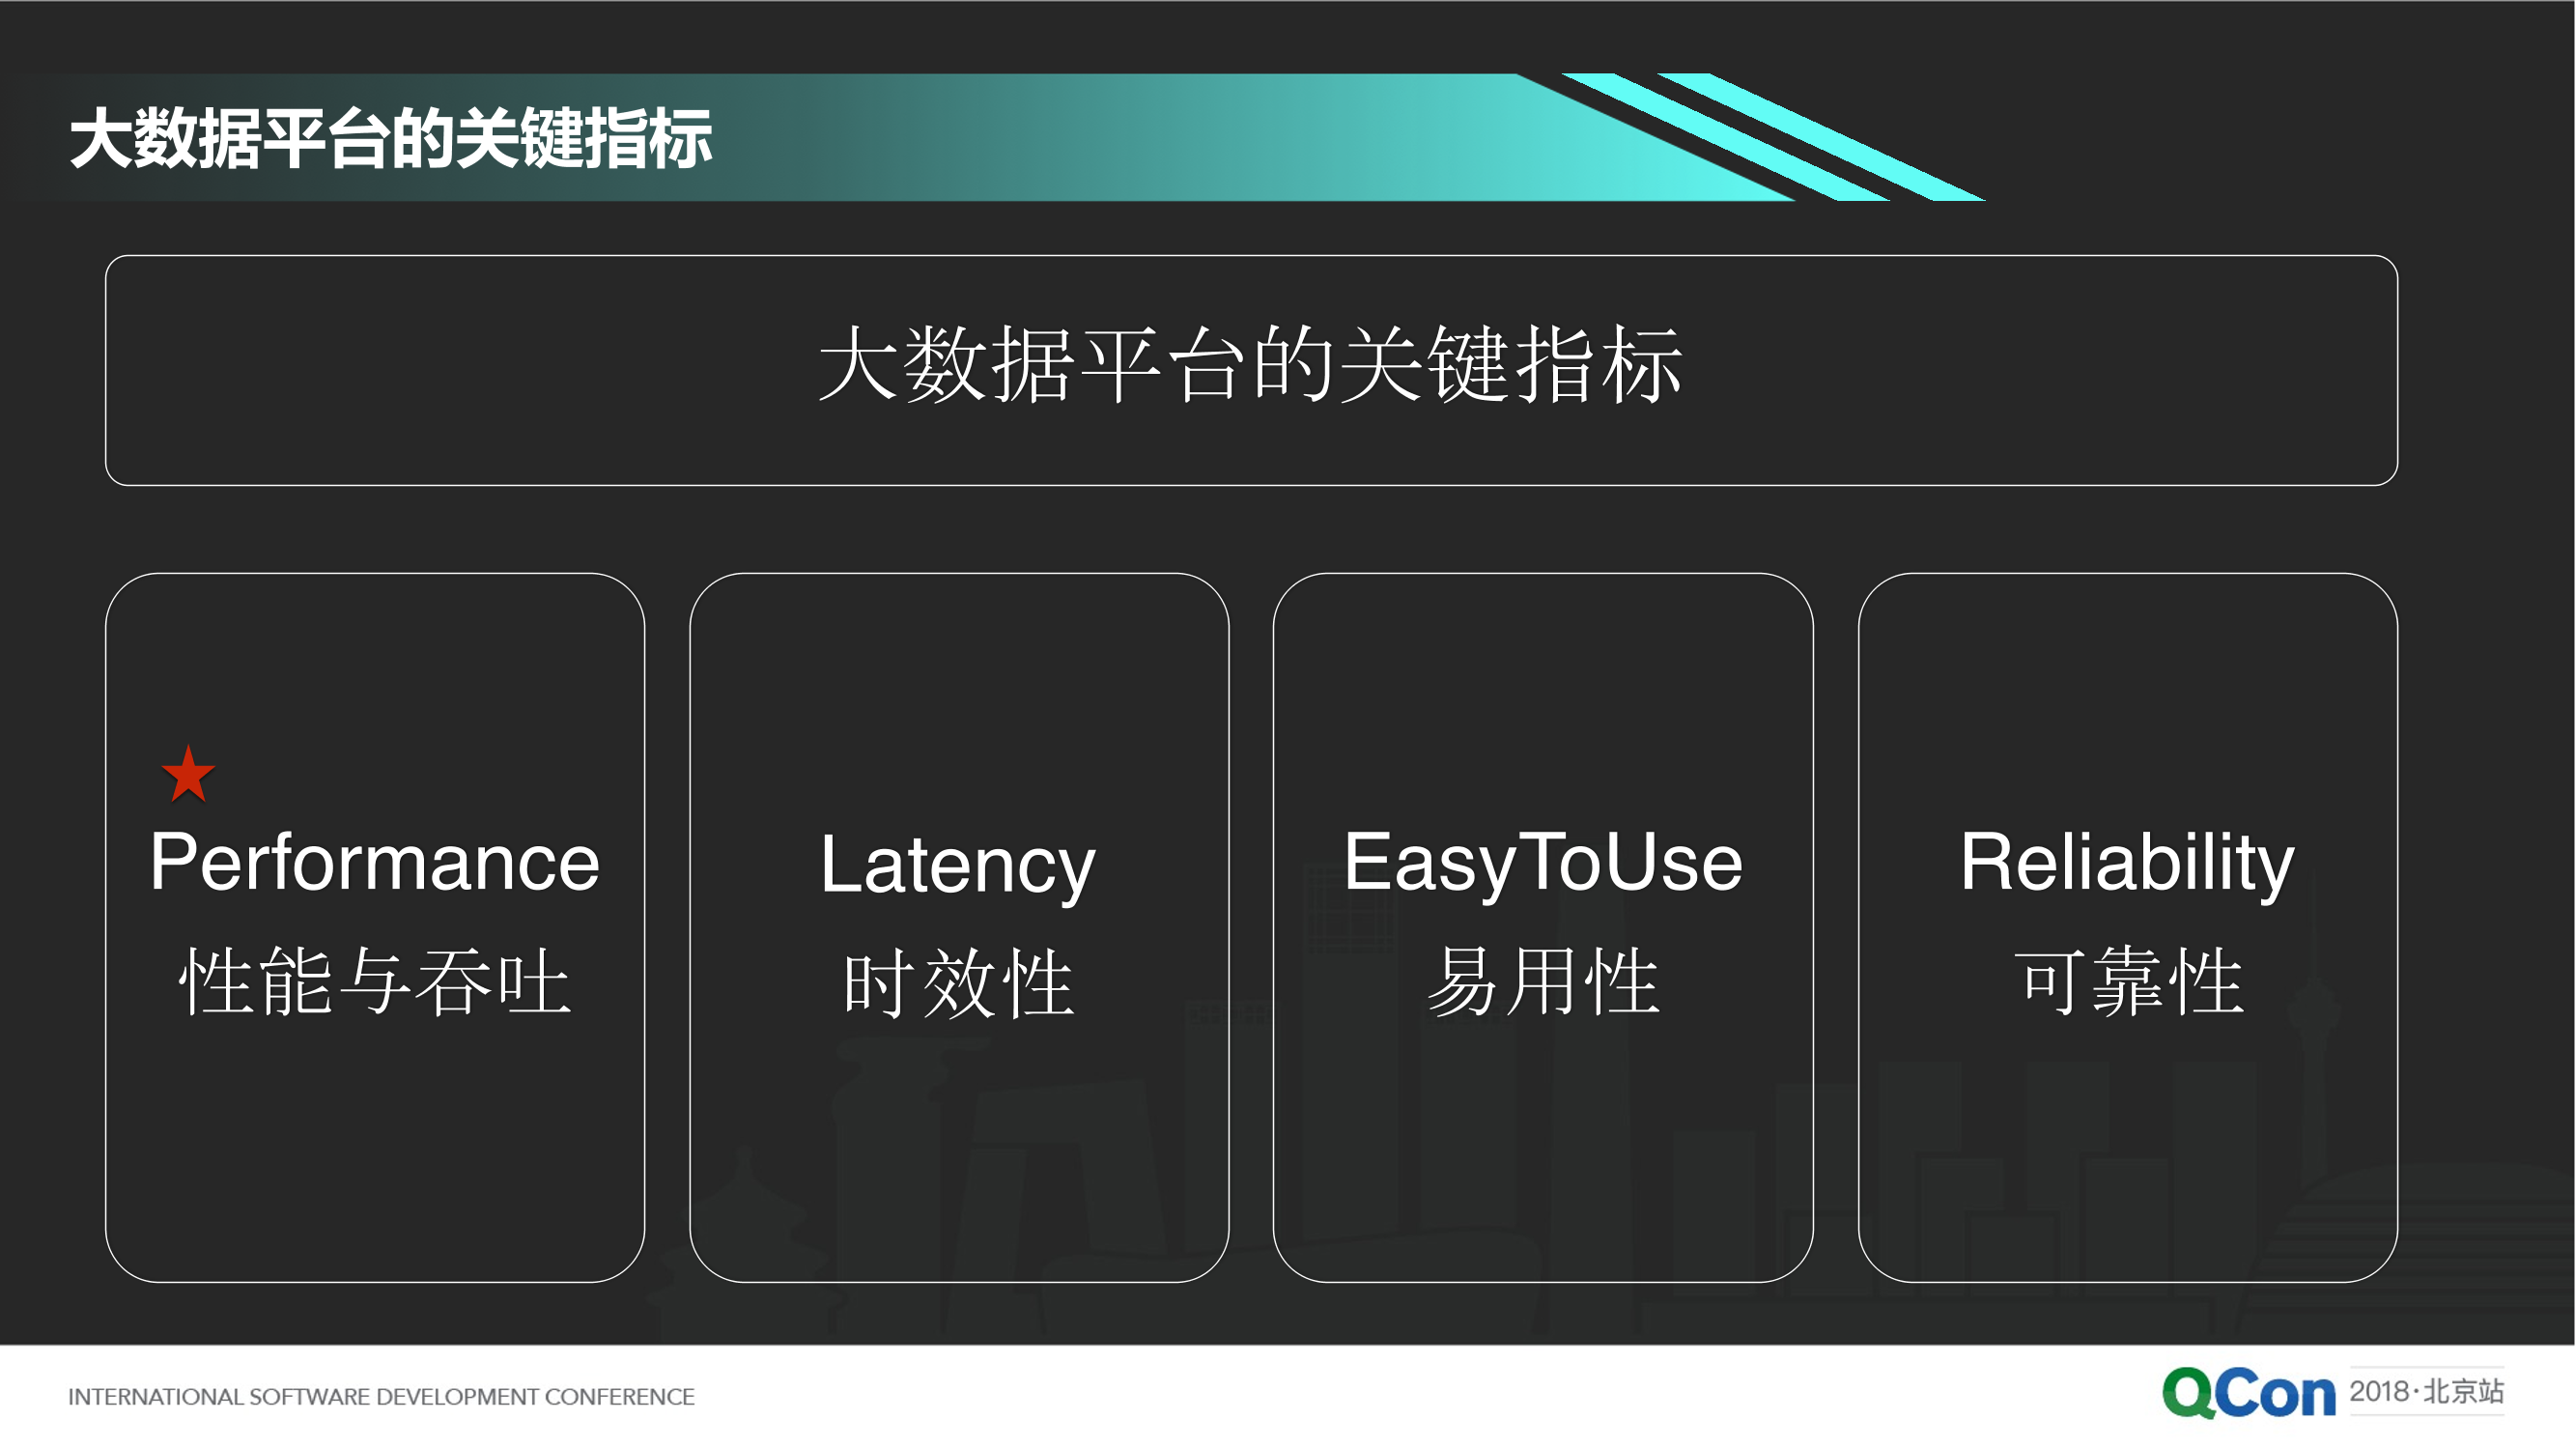 大数据平台的关键指标
大数据平台的关键指标
Performance
性能与吞吐
Latency
时效性
EasyToUse
易用性
Reliability
可靠性
INTERNATIONAL SOFTWARE DEVELOPMENT CONFERENCE
QCon 2018·北京站